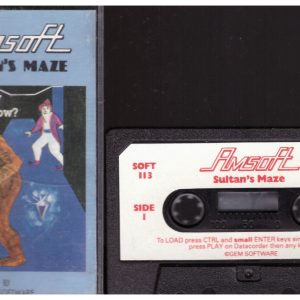 Amsoft
N'S MAZE
ow?
SOFTWARE
SOFT
113
Amsoft
Sultan's Maze
SIDE
1
To LOAD press CTRL and small ENTER keys sim
press PLAY on Datacorder then any k
©GEM SOFTWARE